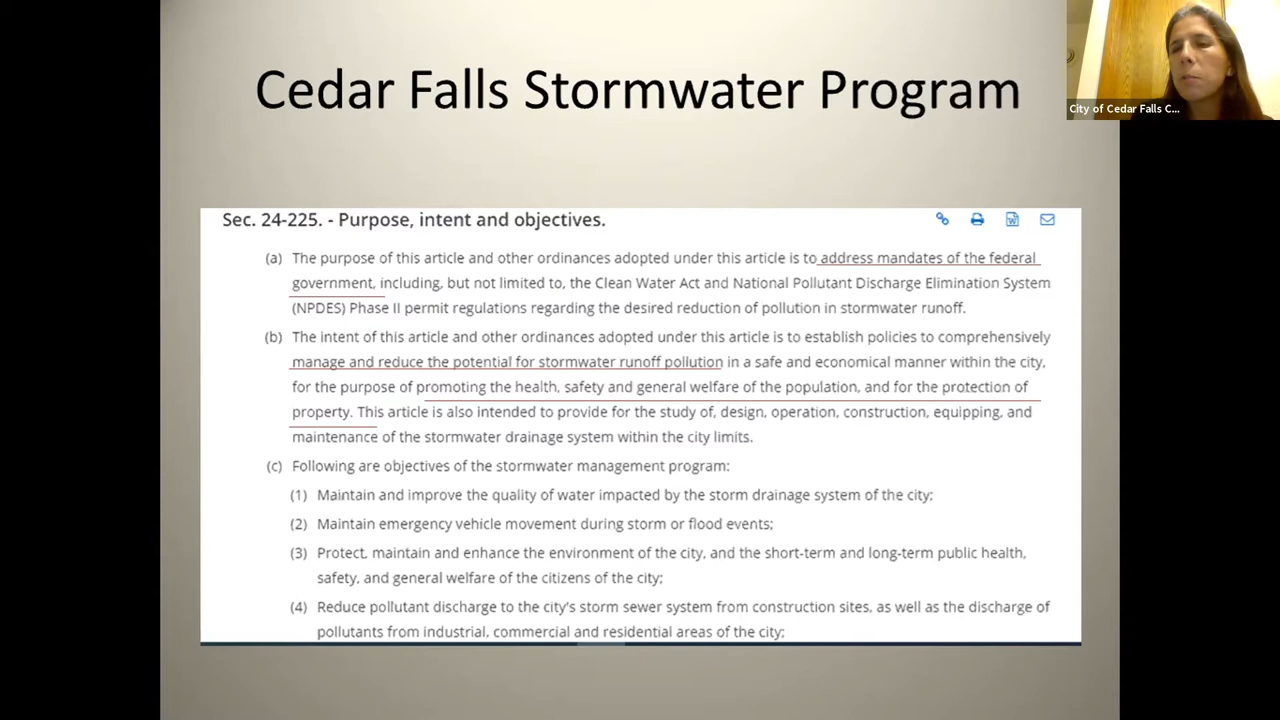 Cedar Falls Stormwater Program
City of Cedar Falls C...
Sec. 24-225. - Purpose, intent and objectives.
(a) The purpose of this article and other ordinances adopted under this article is to address mandates of the federal
government, including, but not limited to, the Clean Water Act and National Pollutant Discharge Elimination System
(NPDES) Phase II permit regulations regarding the desired reduction of pollution in stormwater runoff.
(b) The intent of this article and other ordinances adopted under this article is to establish policies to comprehensively
manage and reduce the potential for stormwater runoff pollution in a safe and economical manner within the city,
for the purpose of promoting the health, safety and general welfare of the population, and for the protection of
property. This article is also intended to provide for the study of, design, operation, construction, equipping, and
maintenance of the stormwater drainage system within the city limits.
(c) Following are objectives of the stormwater management program:
(1) Maintain and improve the quality of water impacted by the storm drainage system of the city;
(2) Maintain emergency vehicle movement during storm or flood events;
(3) Protect, maintain and enhance the environment of the city, and the short-term and long-term public health,
safety, and general welfare of the citizens of the city;
(4) Reduce pollutant discharge to the city's storm sewer system from construction sites, as well as the discharge of
pollutants from industrial, commercial and residential areas of the city;